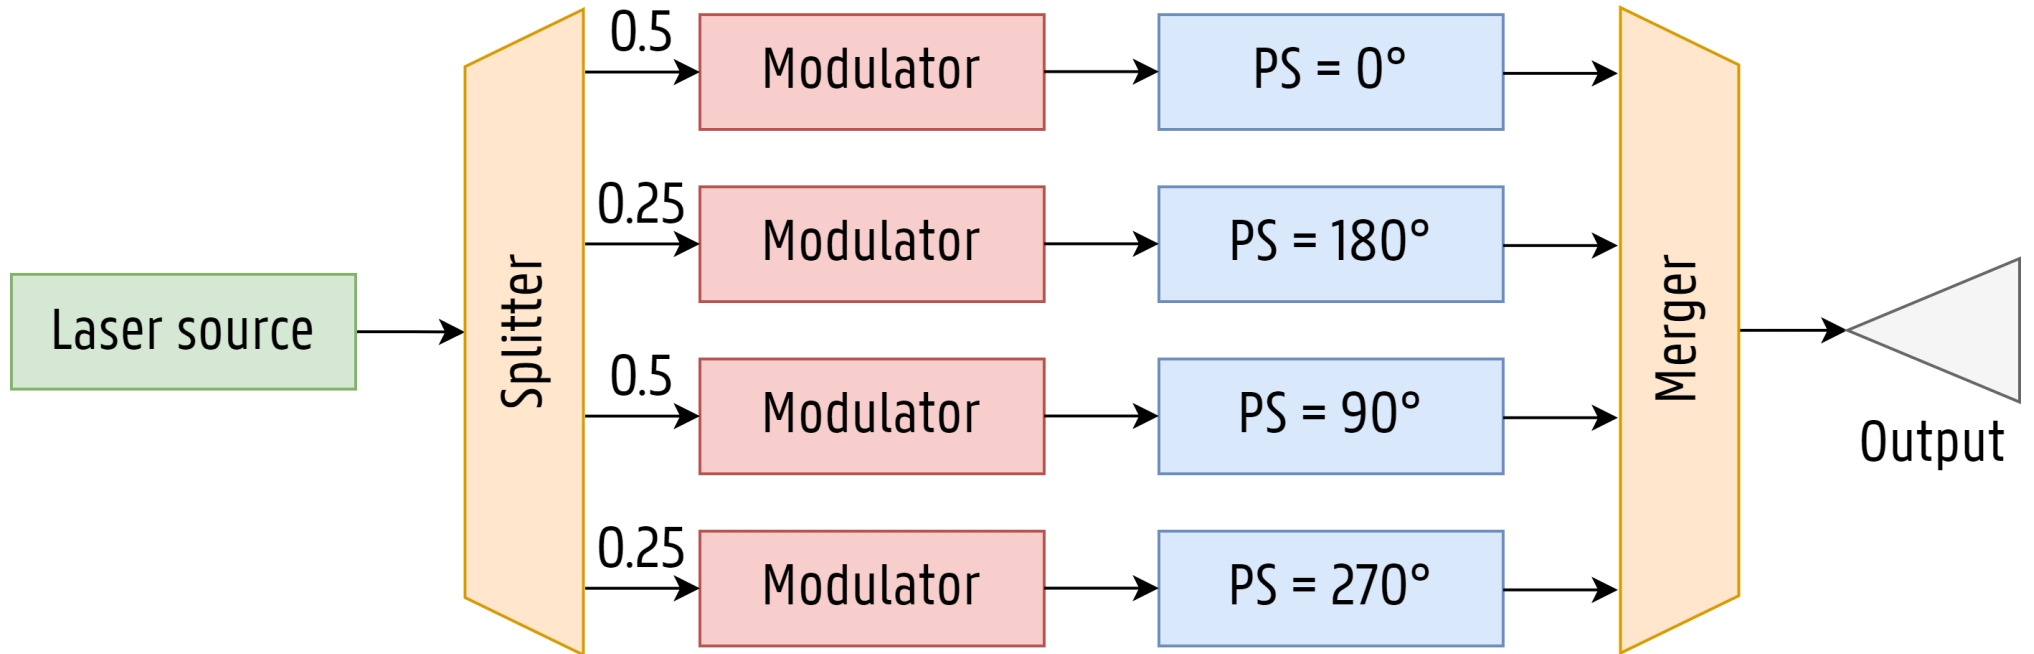 0.5
Modulator
PS = 0°
0.25
Modulator
PS = 180°
Laser source
Splitter
Merger
0.5
Modulator
PS = 90°
Output
0.25
Modulator
PS = 270°